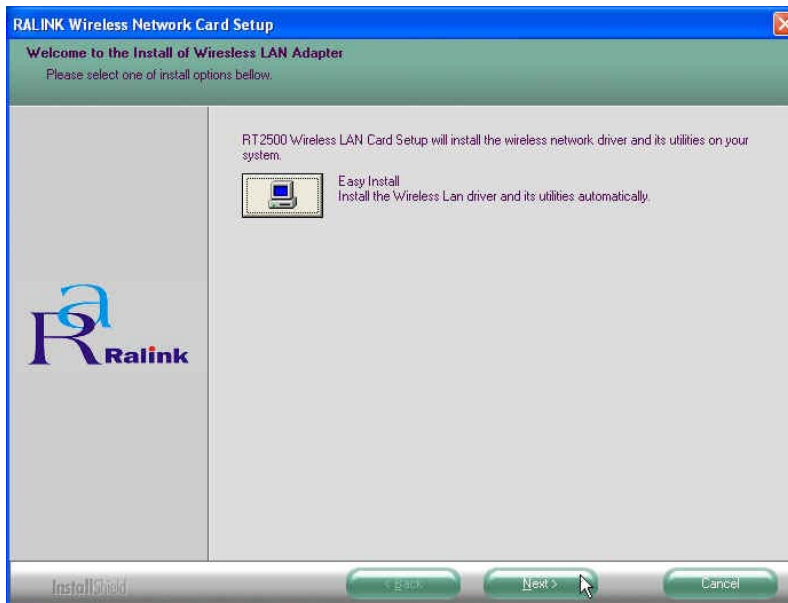 RALINK Wireless Network Card Setup
Welcome to the Install of Wiresless LAN Adapter
Please select one of install options bellow.
RT2500 Wireless LAN Card Setup will install the wireless network driver and its utilities on your
system.
Easy Install
Install the Wireless Lan driver and its utilities automatically.
Ra
Ralink
InstallShield
< Back
Next >
Cancel